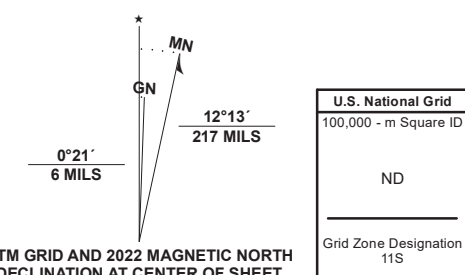 ★
MN
GN
12°13´
217 MILS
0°21´
6 MILS
TM GRID AND 2022 MAGNETIC NORTH
DECLINATION AT CENTER OF SHEET
U.S. National Grid
100,000 - m Square ID
ND
Grid Zone Designation
11S